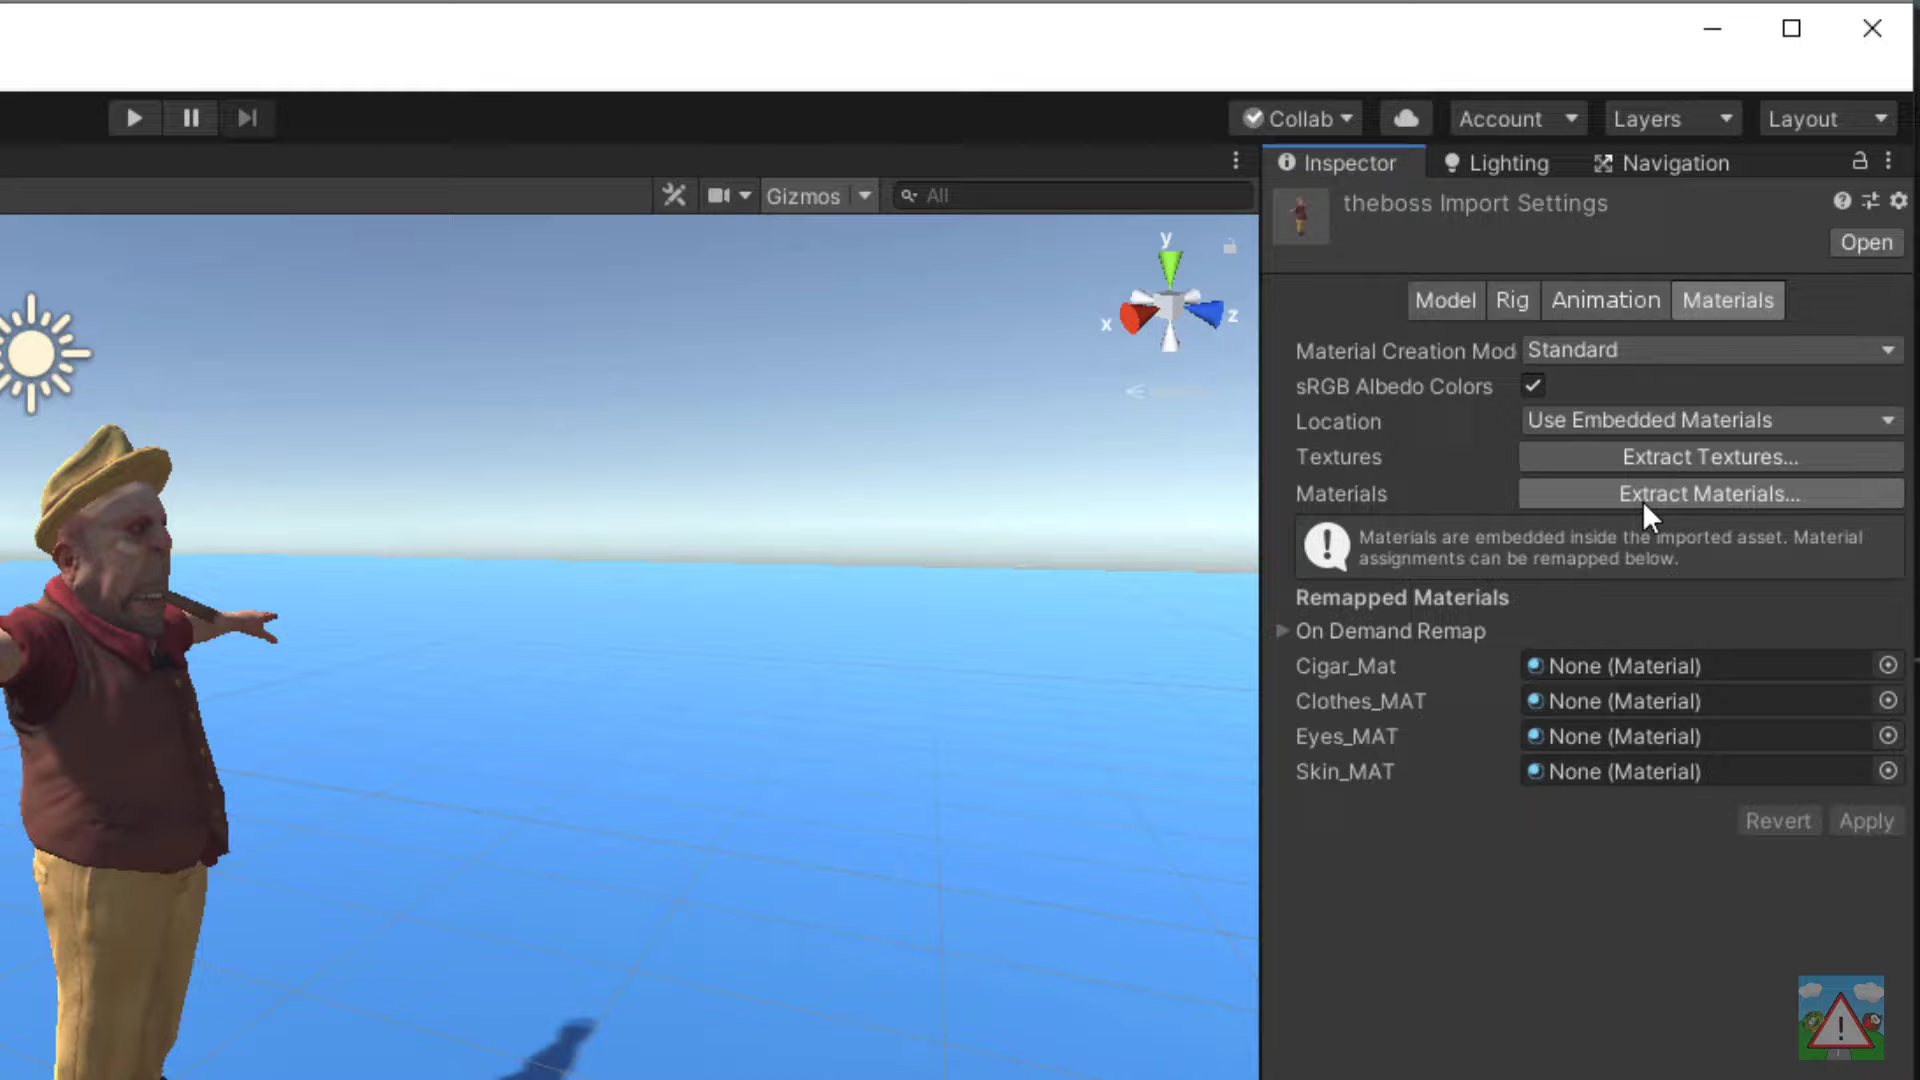 Collab
Account
Layers
Layout
Inspector
Lighting
Navigation
Gizmos
All
theboss Import Settings
Open
y
x
z
Model
Rig
Animation
Materials
Material Creation Mod
Standard
sRGB Albedo Colors
Location
Use Embedded Materials
Textures
Extract Textures...
Materials
Extract Materials...
Materials are embedded inside the imported asset. Material
assignments can be remapped below.
Remapped Materials
On Demand Remap
Cigar_Mat
None (Material)
Clothes_MAT
None (Material)
Eyes_MAT
None (Material)
Skin_MAT
None (Material)
Revert
Apply